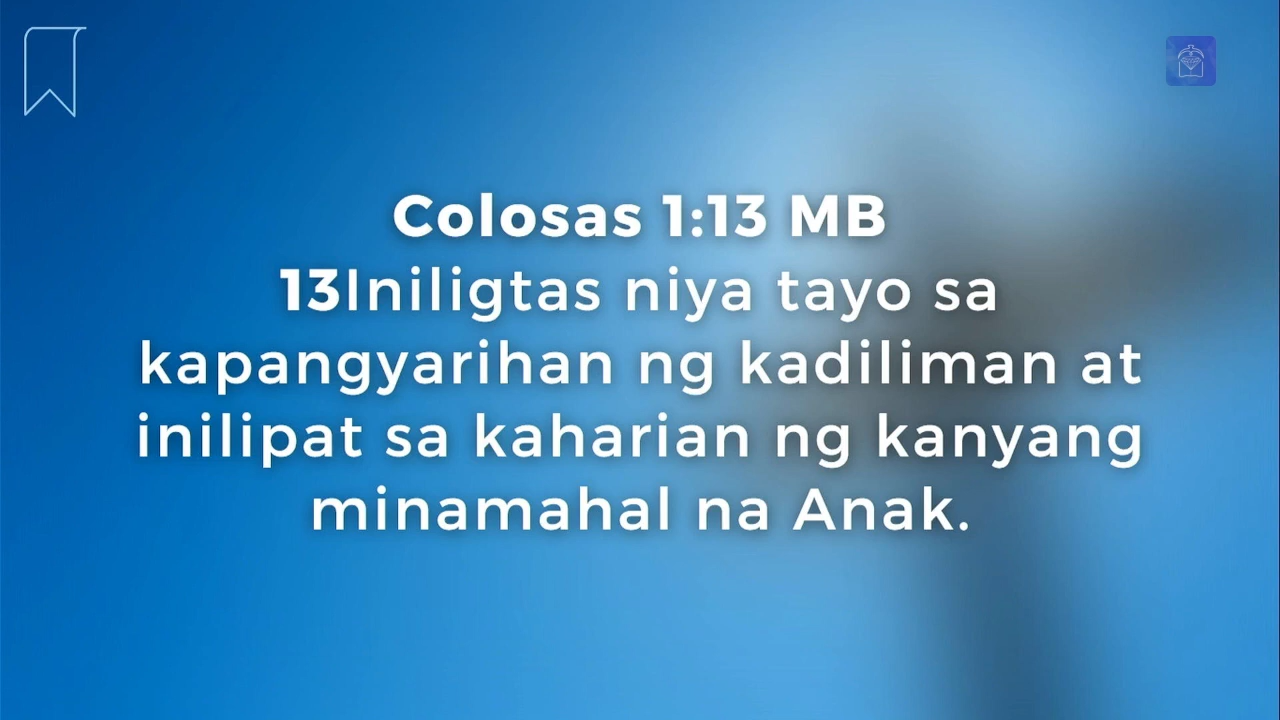 Colosas 1:13 MB
13Iniligtas niya tayo sa
kapangyarihan ng kadiliman at
inilipat sa kaharian ng kanyang
minamahal na Anak.